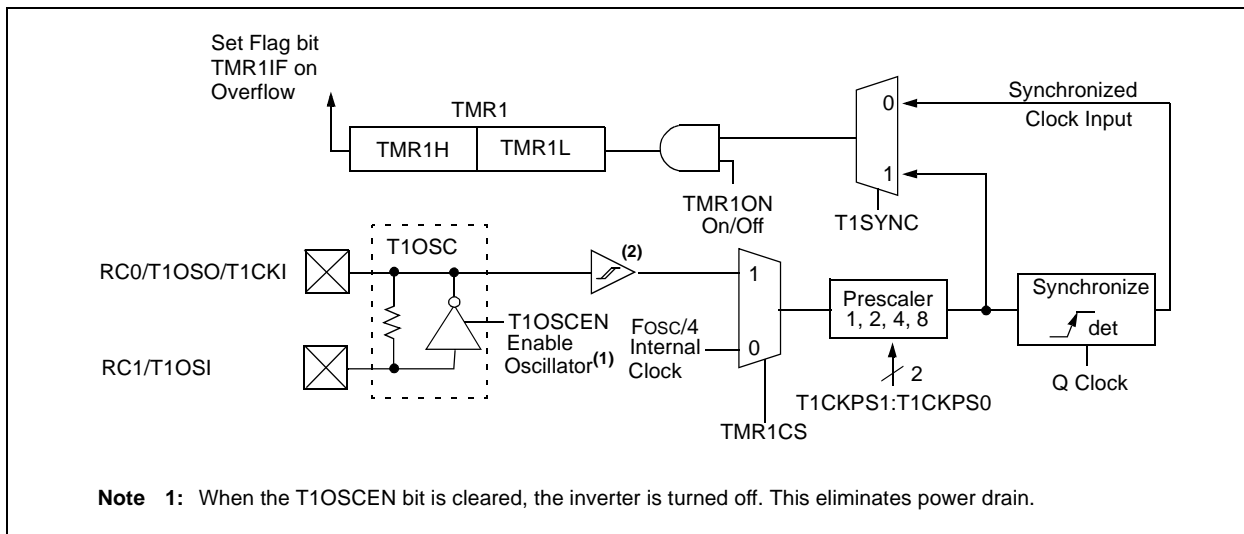 Set Flag bit
TMR1IF on
Overflow
TMR1
TMR1H
TMR1L
TMR1ON
On/Off
0
1
T1SYNC
Synchronized
Clock Input
RC0/T1OSO/T1CKI
T1OSC
(2)
RC1/T1OSI
T1OSCEN
Enable
Oscillator(1)
FOSC/4
Internal
Clock
1
0
TMR1CS
Prescaler
1, 2, 4, 8
2
T1CKPS1:T1CKPS0
Synchronize
det
Q Clock
Note 1: When the T1OSCEN bit is cleared, the inverter is turned off. This eliminates power drain.